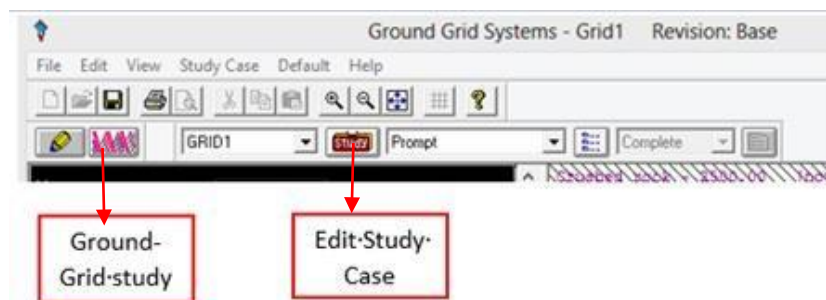 Ground Grid Systems - Grid1 Revision: Base
File Edit View Study Case Default Help
GRID1 Study Prompt Complete
Ground-
Grid·study
Edit·Study·
Case